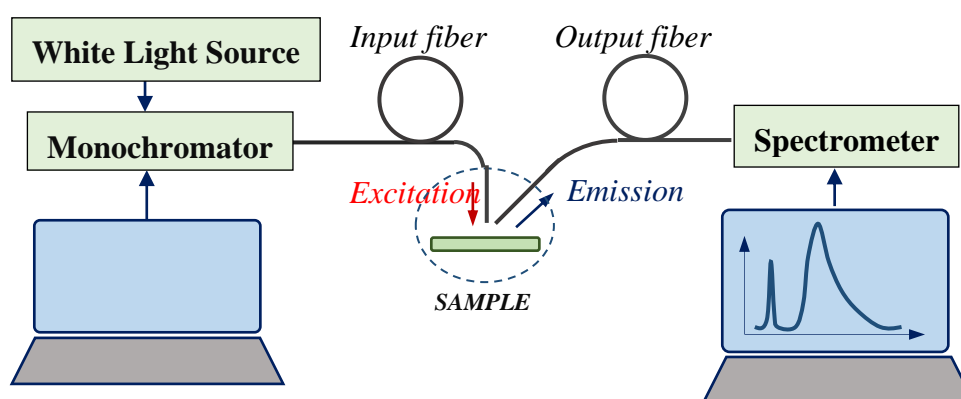 White Light Source
Monochromator
Input fiber
Output fiber
Spectrometer
Excitation
Emission
SAMPLE